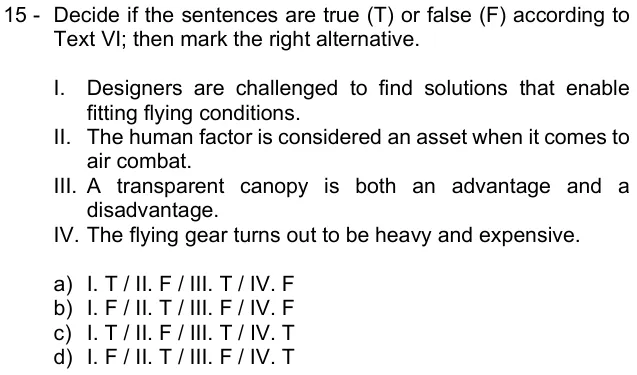 15 - Decide if the sentences are true (T) or false (F) according to
Text VI; then mark the right alternative.
I. Designers are challenged to find solutions that enable
fitting flying conditions.
II. The human factor is considered an asset when it comes to
air combat.
III. A transparent canopy is both an advantage and a
disadvantage.
IV. The flying gear turns out to be heavy and expensive.
a) I. T / II. F / III. T / IV. F
b) I. F / II. T / III. F / IV. F
c) I. T / II. F / III. T / IV. T
d) I. F / II. T / III. F / IV. T